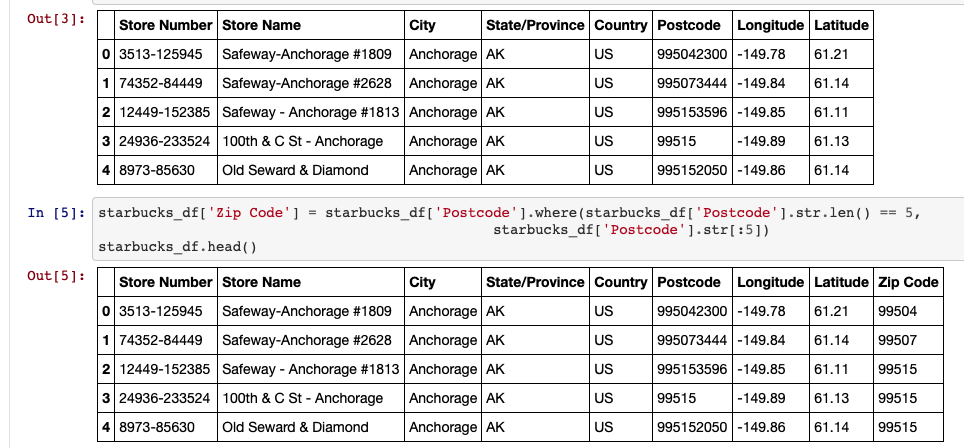 Out[3]:
Store Number Store Name City State/Province Country Postcode Longitude Latitude
0 3513-125945 Safeway-Anchorage #1809 Anchorage AK US 995042300 -149.78 61.21
1 74352-84449 Safeway-Anchorage #2628 Anchorage AK US 995073444 -149.84 61.14
2 12449-152385 Safeway - Anchorage #1813 Anchorage AK US 995153596 -149.85 61.11
3 24936-233524 100th & C St - Anchorage Anchorage AK US 99515 -149.89 61.13
4 8973-85630 Old Seward & Diamond Anchorage AK US 995152050 -149.86 61.14
In [5]: starbucks_df['Zip Code'] = starbucks_df['Postcode'].where(starbucks_df['Postcode'].str.len() == 5,
starbucks_df['Postcode'].str[:5])
starbucks_df.head()
Out[5]:
Store Number Store Name City State/Province Country Postcode Longitude Latitude Zip Code
0 3513-125945 Safeway-Anchorage #1809 Anchorage AK US 995042300 -149.78 61.21 99504
1 74352-84449 Safeway-Anchorage #2628 Anchorage AK US 995073444 -149.84 61.14 99507
2 12449-152385 Safeway - Anchorage #1813 Anchorage AK US 995153596 -149.85 61.11 99515
3 24936-233524 100th & C St - Anchorage Anchorage AK US 99515 -149.89 61.13 99515
4 8973-85630 Old Seward & Diamond Anchorage AK US 995152050 -149.86 61.14 99515